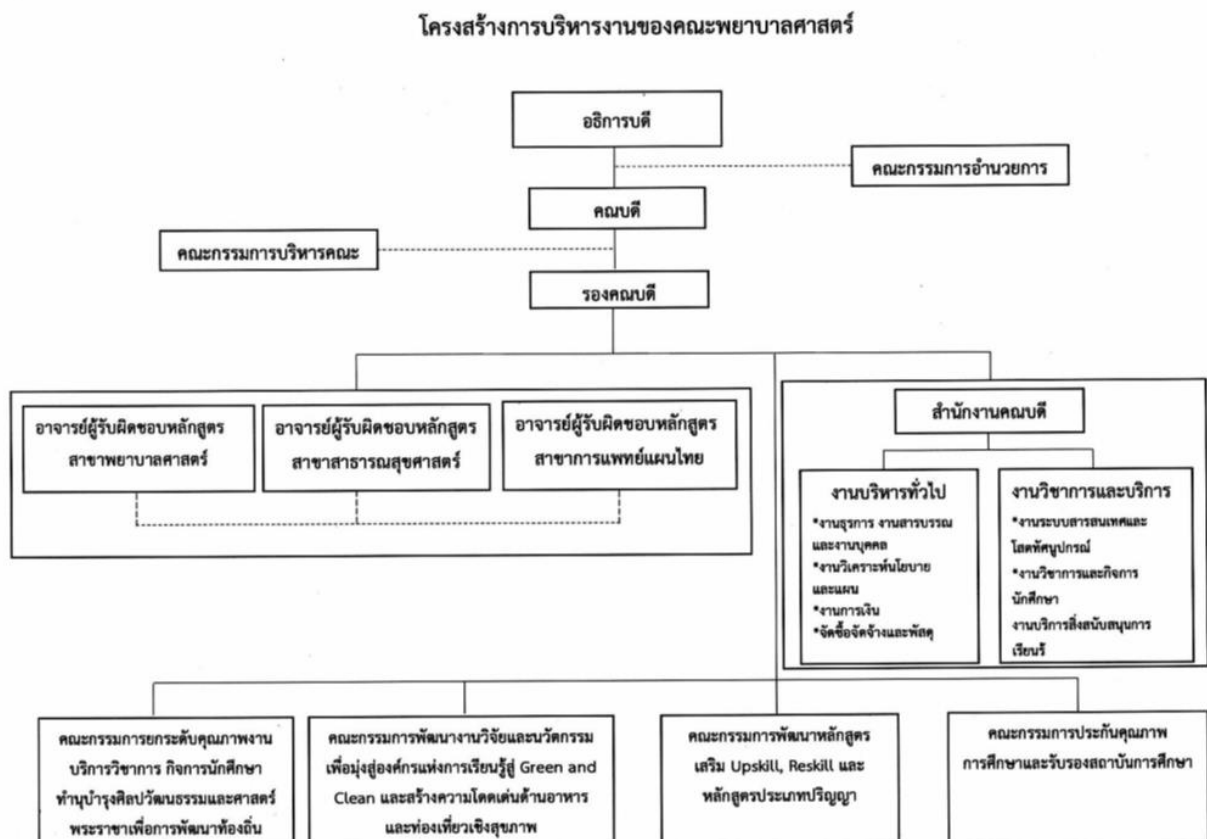 โครงสร้างการบริหารงานของคณะพยาบาลศาสตร์
อธิการบดี
คณะกรรมการอำนวยการ
คณบดี
คณะกรรมการบริหารคณะ
รองคณบดี
อาจารย์ผู้รับผิดชอบหลักสูตร
สาขาพยาบาลศาสตร์
อาจารย์ผู้รับผิดชอบหลักสูตร
สาขาสาธารณสุขศาสตร์
อาจารย์ผู้รับผิดชอบหลักสูตร
สาขาการแพทย์แผนไทย
สำนักงานคณบดี
งานบริหารทั่วไป
*งานธุรการ งานสารบรรณ
และงานบุคคล
*งานวิเคราะห์นโยบาย
และแผน
*งานการเงิน
*จัดซื้อจัดจ้างและพัสดุ
งานวิชาการและบริการ
*งานระบบสารสนเทศและ
โสตทัศนูปกรณ์
*งานวิชาการและกิจการ
นักศึกษา
งานบริการสิ่งสนับสนุนการ
เรียนรู้
คณะกรรมการยกระดับคุณภาพงาน
บริการวิชาการ กิจการนักศึกษา
ทำนุบำรุงศิลปวัฒนธรรมและศาสตร์
พระราชาเพื่อการพัฒนาท้องถิ่น
คณะกรรมการพัฒนางานวิจัยและนวัตกรรม
เพื่อมุ่งสู่องค์กรแห่งการเรียนรู้สู่ Green and
Clean และสร้างความโดดเด่นด้านอาหาร
และท่องเที่ยวเชิงสุขภาพ
คณะกรรมการพัฒนาหลักสูตร
เสริม Upskill, Reskill และ
หลักสูตรประเภทปริญญา
คณะกรรมการประกันคุณภาพ
การศึกษาและรับรองสถาบันการศึกษา